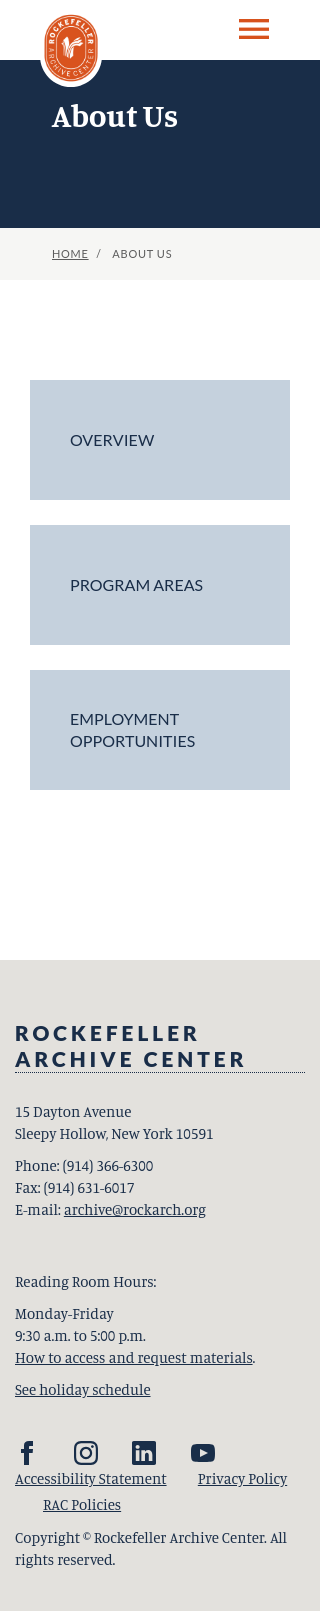 ROCKEFELLER
ARCHIVE CENTER
About Us
HOME / ABOUT US
OVERVIEW
PROGRAM AREAS
EMPLOYMENT
OPPORTUNITIES
ROCKEFELLER
ARCHIVE CENTER
15 Dayton Avenue
Sleepy Hollow, New York 10591
Phone: (914) 366-6300
Fax: (914) 631-6017
E-mail: archive@rockarch.org
Reading Room Hours:
Monday-Friday
9:30 a.m. to 5:00 p.m.
How to access and request materials.
See holiday schedule
Accessibility Statement Privacy Policy
RAC Policies
Copyright © Rockefeller Archive Center. All
rights reserved.